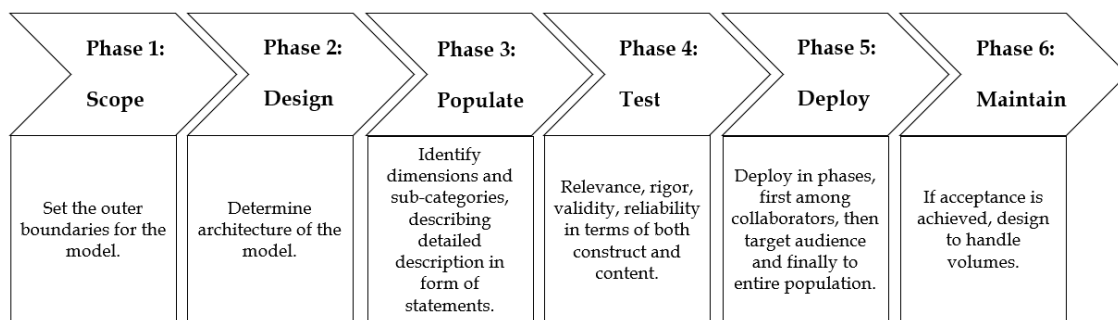 Phase 1:
Scope
Phase 2:
Design
Phase 3:
Populate
Phase 4:
Test
Phase 5:
Deploy
Phase 6:
Maintain
Set the outer
boundaries for the
model.
Determine
architecture of the
model.
Identify
dimensions and
sub-categories,
describing
detailed
description in
form of
statements.
Relevance, rigor,
validity, reliability
in terms of both
construct and
content.
Deploy in phases,
first among
collaborators, then
target audience
and finally to
entire population.
If acceptance is
achieved, design
to handle
volumes.